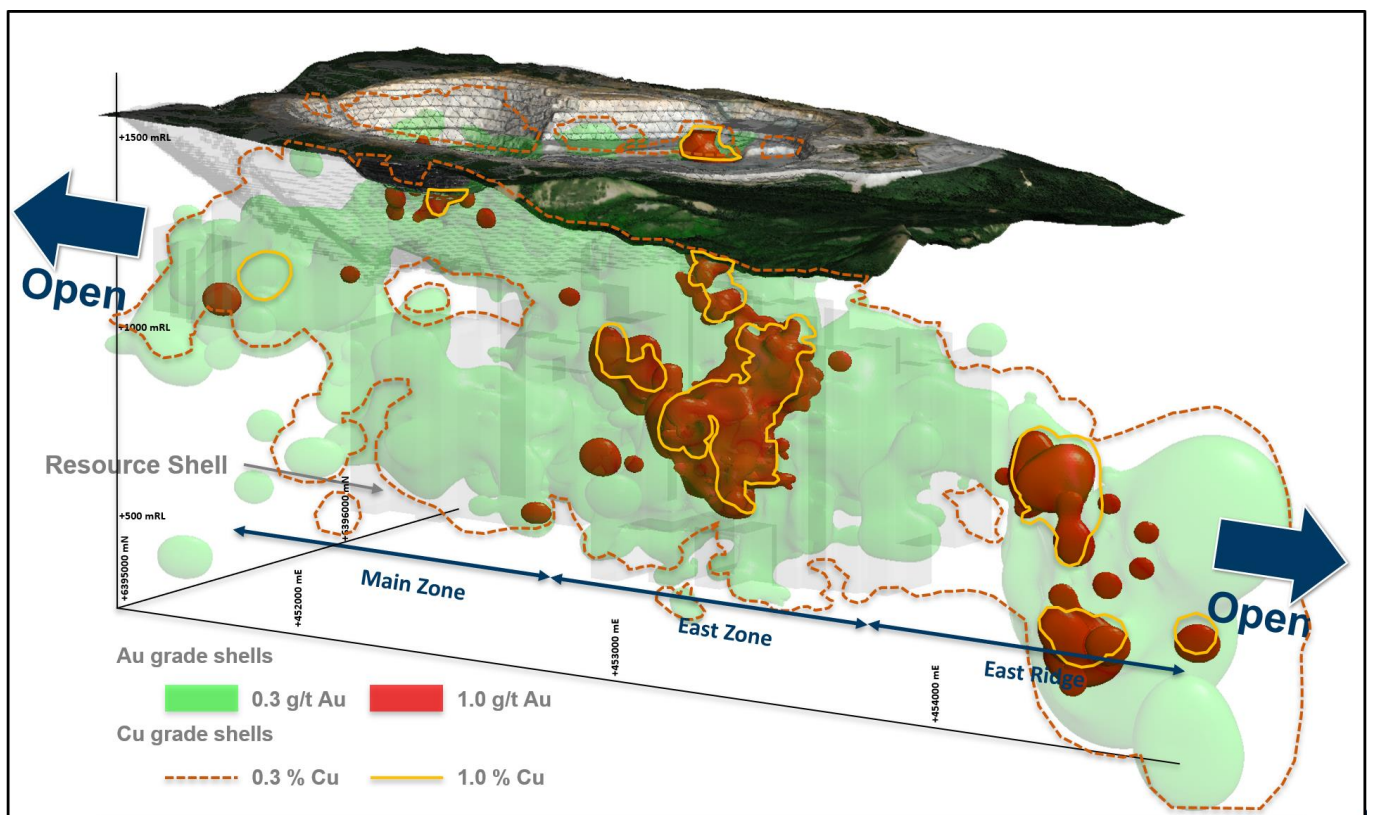 +1500 mRL
Open
+1000 mRL
Resource Shell
+6396000 mN
+500 mRL
+6395000 mN
Main Zone
+452000 mE
East Zone
+453000 mE
Open
East Ridge
+454000 mE
Au grade shells
0.3 g/t Au
1.0 g/t Au
Cu grade shells
0.3 % Cu
1.0 % Cu